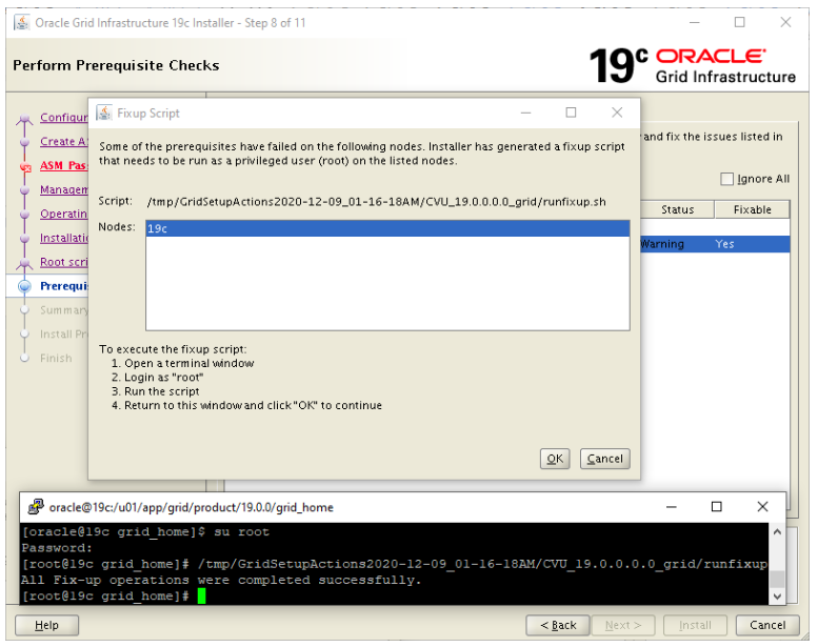 Oracle Grid Infrastructure 19c Installer - Step 8 of 11
Perform Prerequisite Checks
19c ORACLE
Grid Infrastructure
Configur
Create A
ASM Pas
Managem
Operatin
Installati
Root scri
Prerequi
Summary
Install Pr
Finish
and fix the issues listed in
Ignore All
Status Fixable
Warning Yes
Fixup Script
Some of the prerequisites have failed on the following nodes. Installer has generated a fixup script
that needs to be run as a privileged user (root) on the listed nodes.
Script: /tmp/GridSetupActions2020-12-09_01-16-18AM/CVU_19.0.0.0.0_grid/runfixup.sh
Nodes: 19c
To execute the fixup script:
1. Open a terminal window
2. Login as "root"
3. Run the script
4. Return to this window and click "OK" to continue
OK Cancel
oracle@19c:/u01/app/grid/product/19.0.0/grid_home
[oracle@19c grid_home]$ su root
Password:
[root@19c grid_home]# /tmp/GridSetupActions2020-12-09_01-16-18AM/CVU_19.0.0.0.0_grid/runfixup
All Fix-up operations were completed successfully.
[root@19c grid_home]#
Help < Back Next > Install Cancel